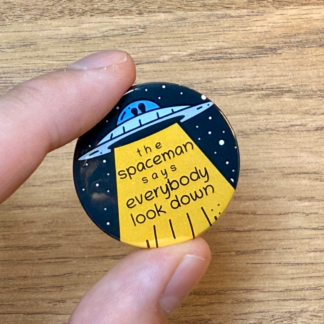 the
spaceman
says
everybody
look down